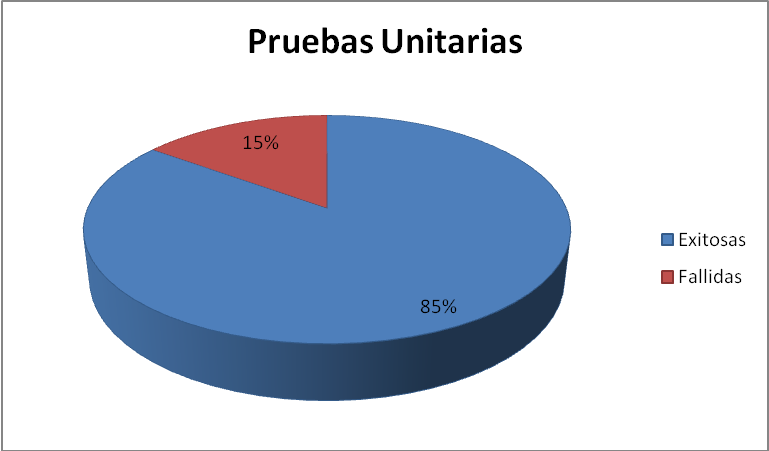 Pruebas Unitarias
15%
85%
Exitosas
Fallidas